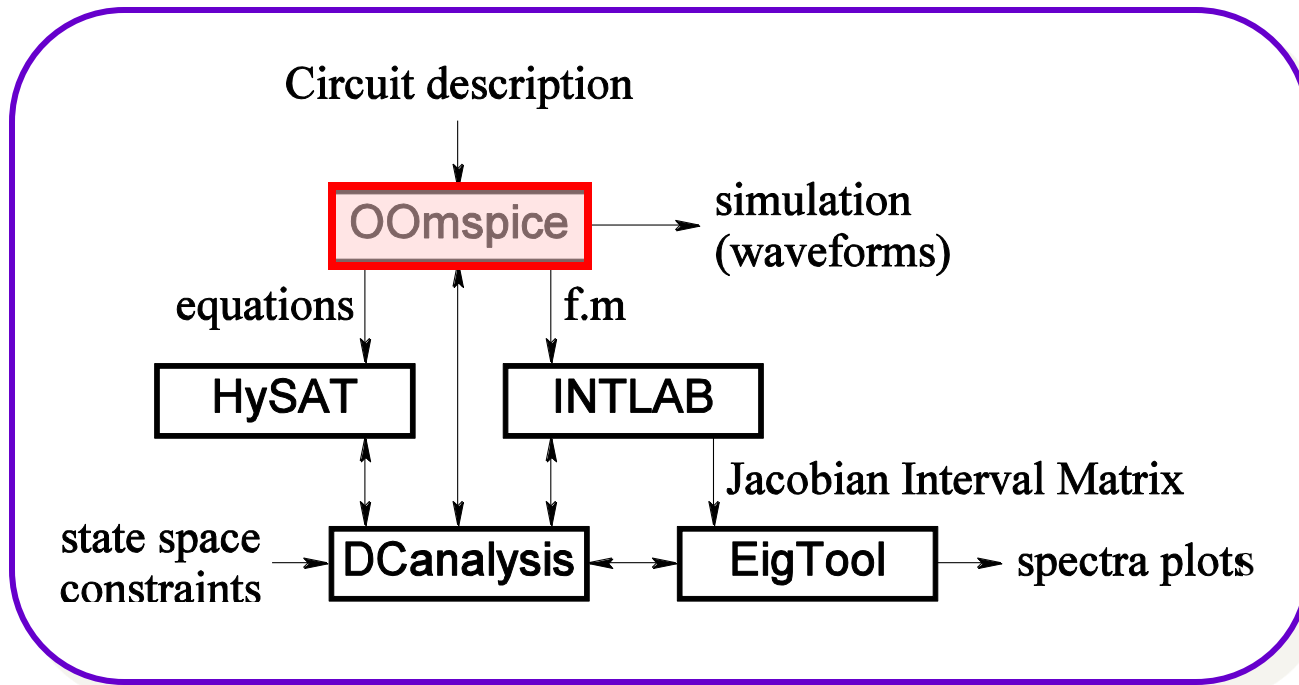 Circuit description
OOmspice
simulation
(waveforms)
equations
f.m
HySAT
INTLAB
Jacobian Interval Matrix
state space
constraints
DCanalysis
EigTool
spectra plots